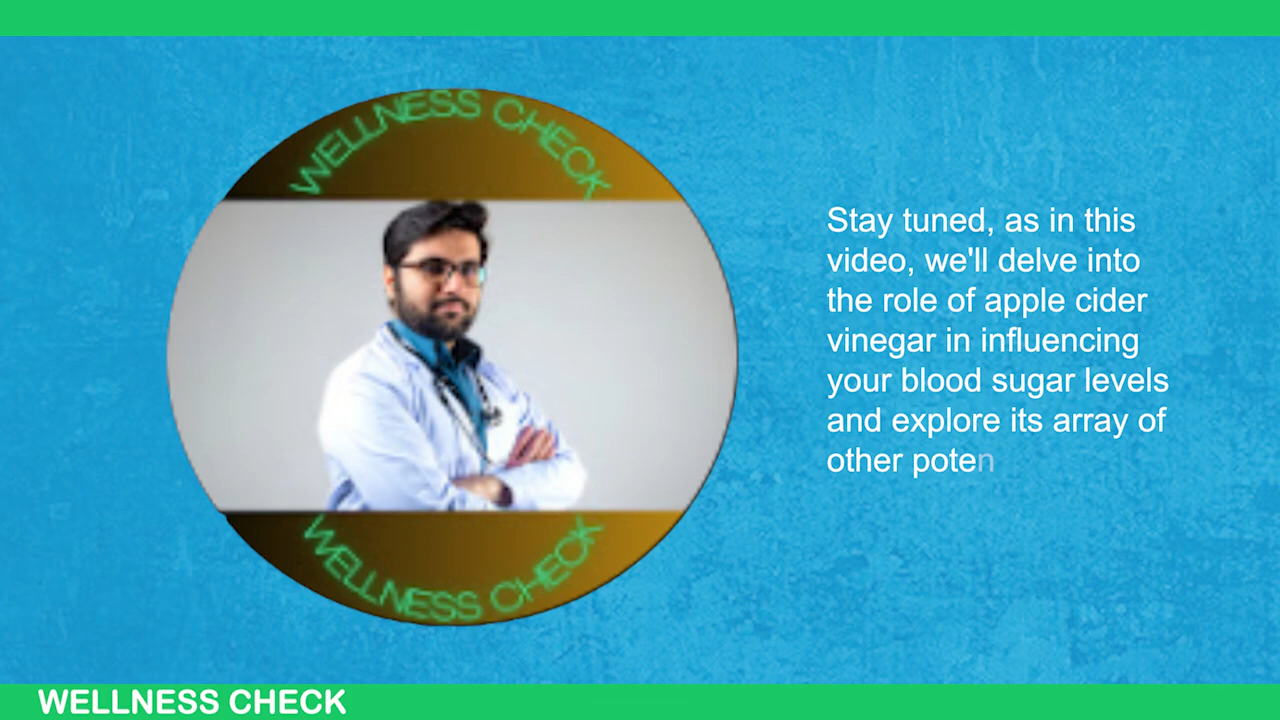 WELLNESS CHECK
Stay tuned, as in this
video, we'll delve into
the role of apple cider
vinegar in influencing
your blood sugar levels
and explore its array of
other poten
WELLNESS CHECK
WELLNESS CHECK